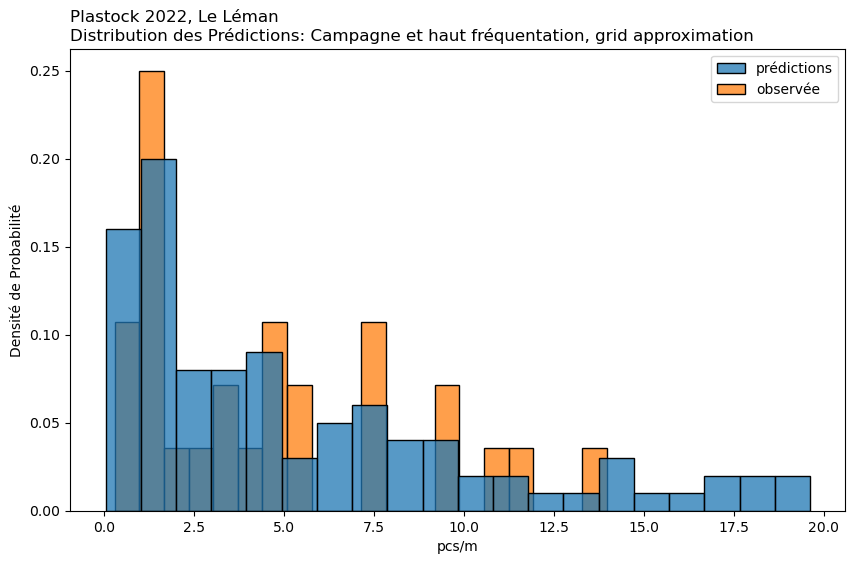 Plastock 2022, Le Léman
Distribution des Prédictions: Campagne et haut fréquentation, grid approximation
prédictions
observée
Densité de Probabilité
0.25
0.20
0.15
0.10
0.05
0.00
0.0 2.5 5.0 7.5 10.0 12.5 15.0 17.5 20.0
pcs/m